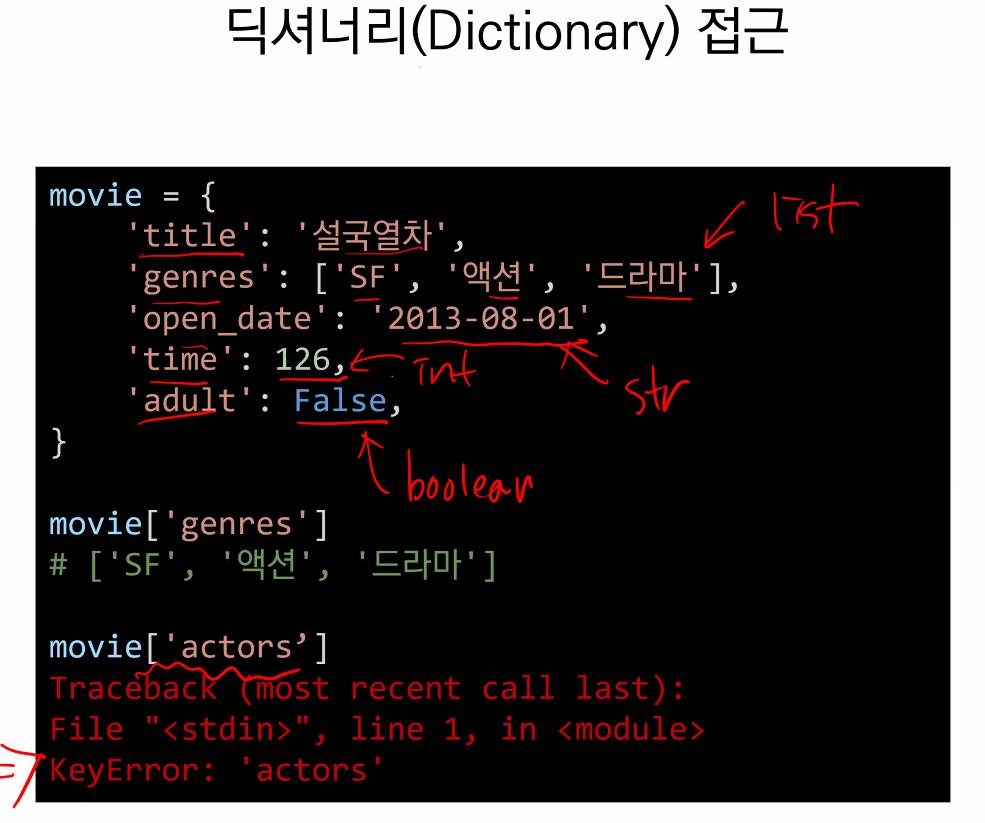 딕셔너리(Dictionary) 접근
movie = {
'title': '설국열차',
list
'genres': ['SF', '액션', '드라마'],
'open_date': '2013-08-01',
'time': 126,
int
str
'adult': False,
}
boolean
movie['genres']
# ['SF', '액션', '드라마']
movie['actors’]
Traceback (most recent call last):
File "<stdin>", line 1, in <module>
KeyError: 'actors'